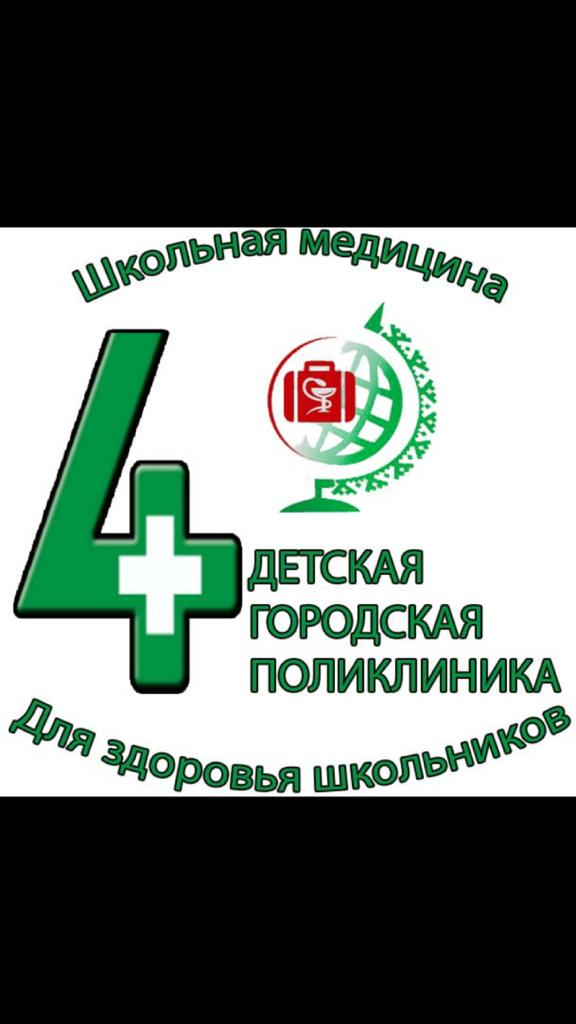 Школьная медицина
4
ДЕТСКАЯ
ГОРОДСКАЯ
ПОЛИКЛИНИКА
Для здоровья школьников